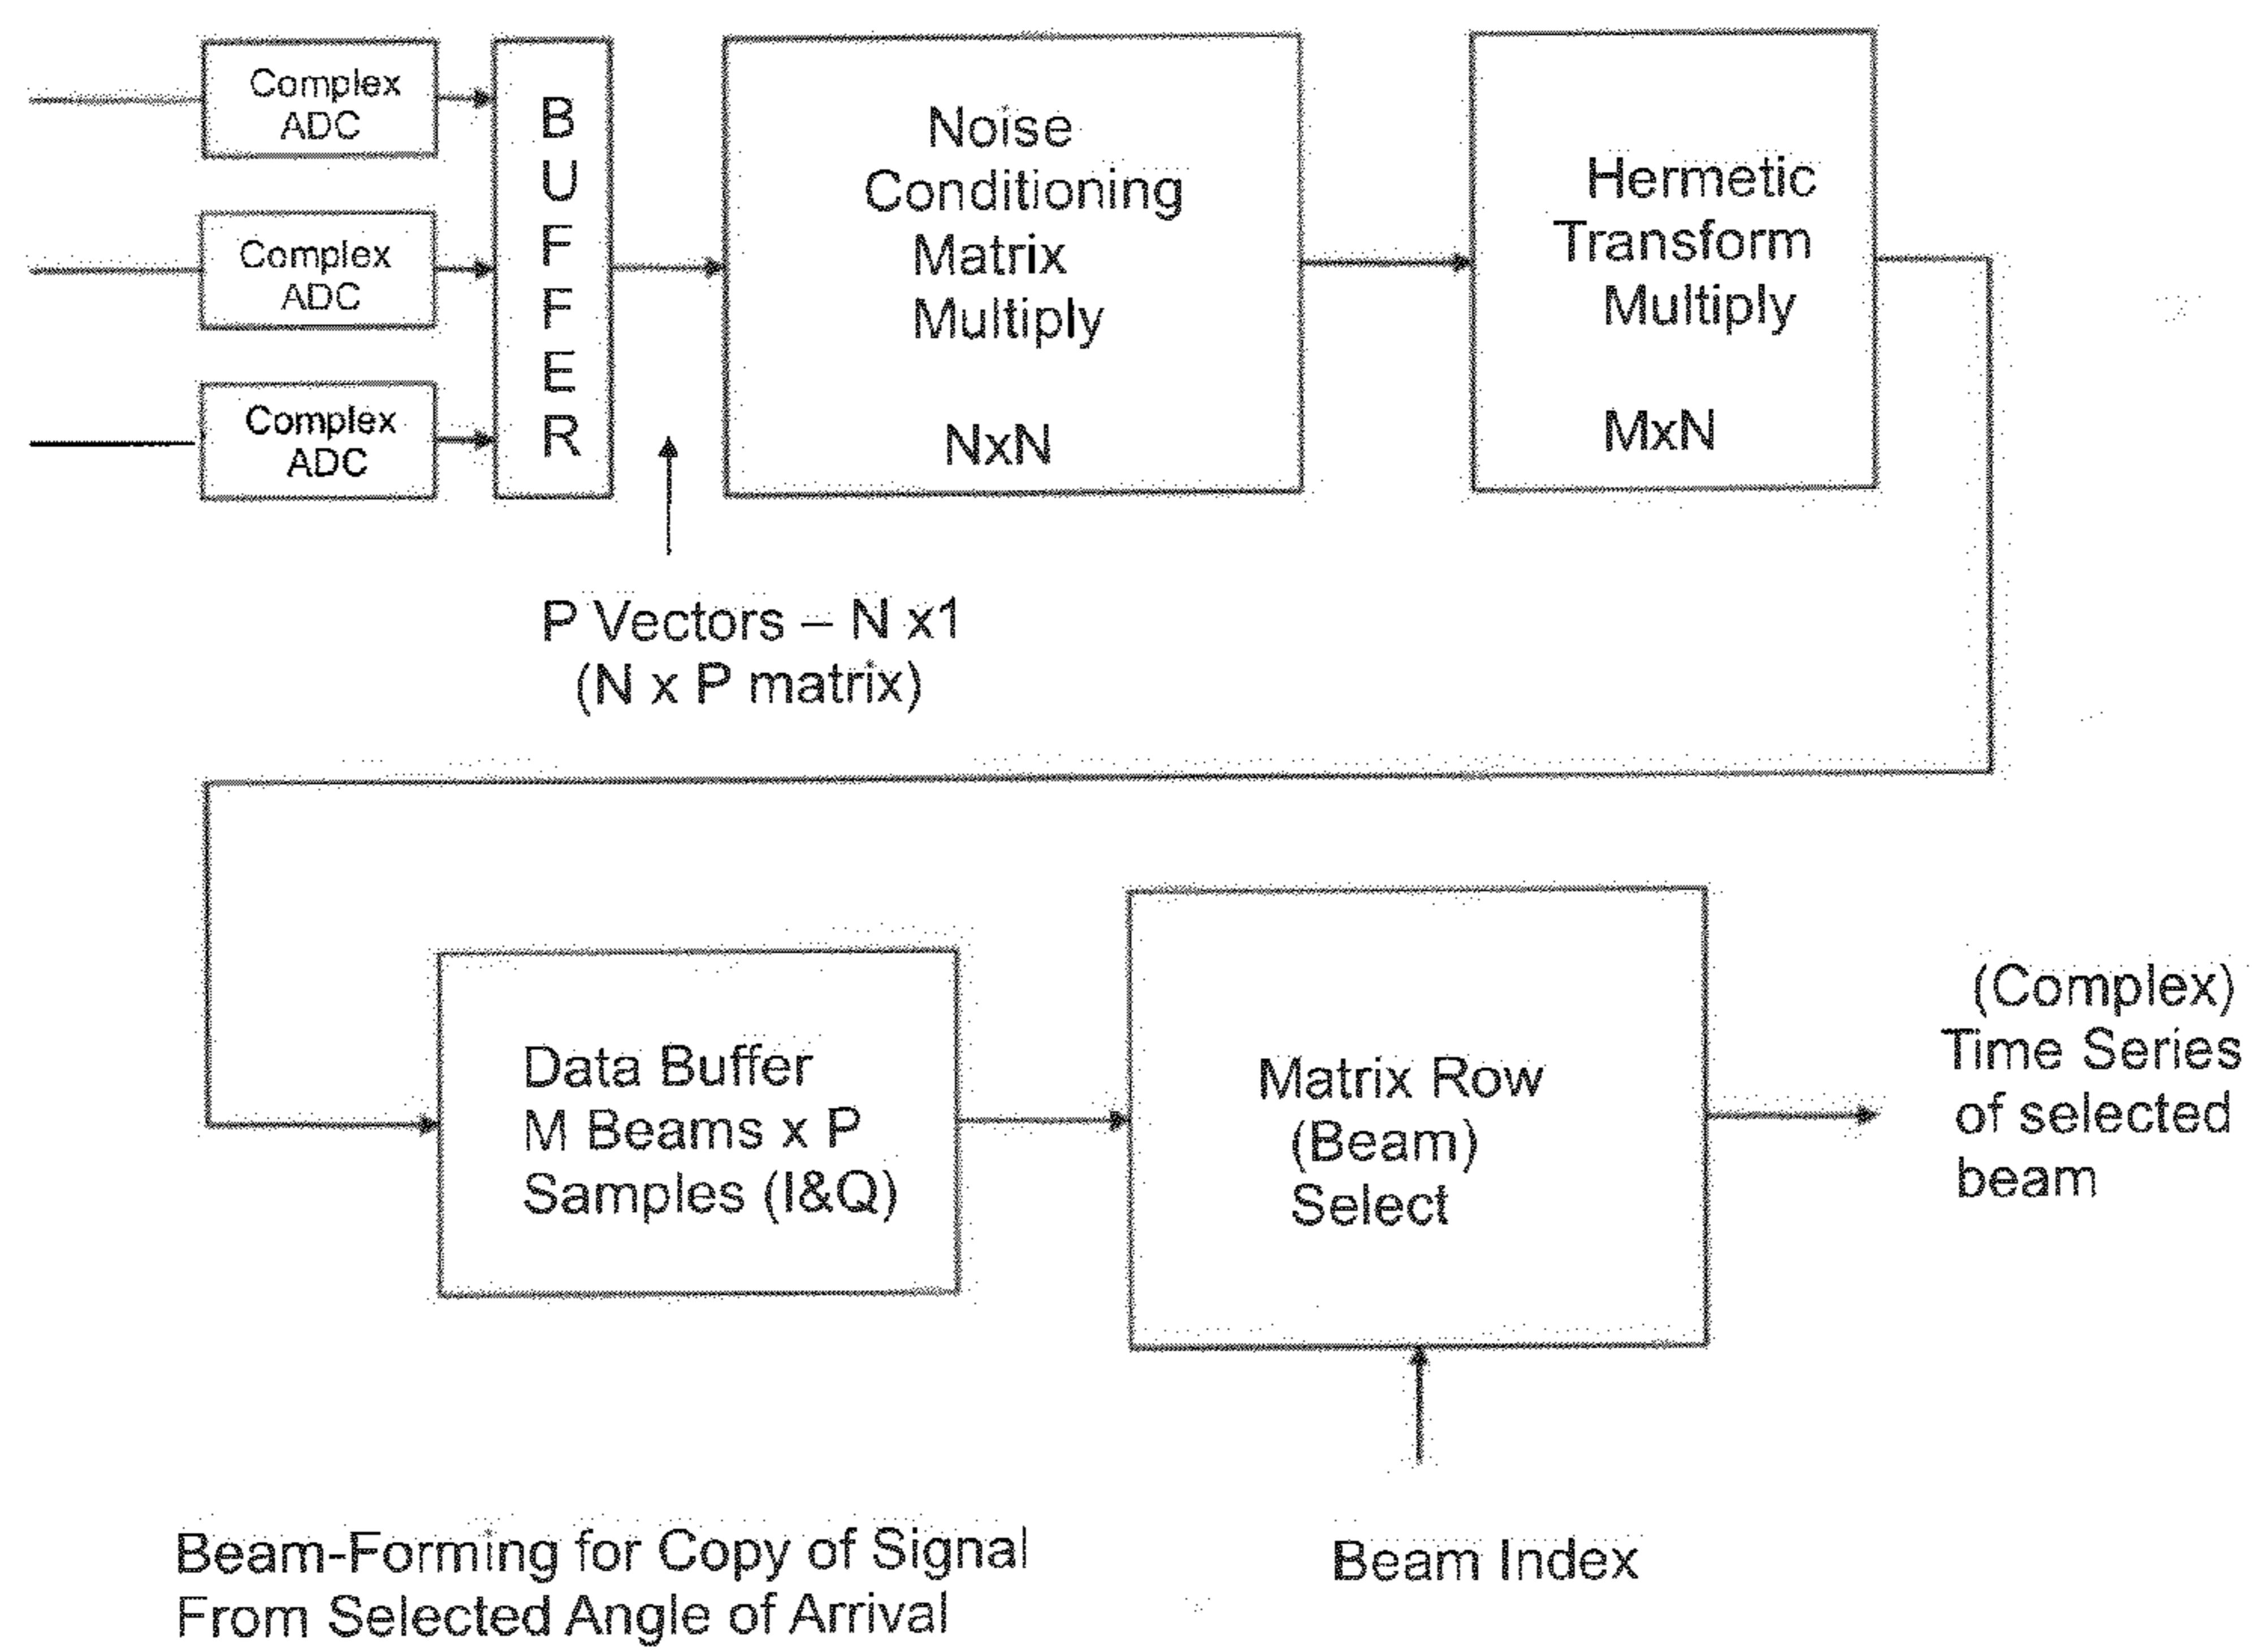 Complex
ADC
Complex
ADC
Complex
ADC
B
U
F
F
E
R
Noise
Conditioning
Matrix
Multiply
NxN
Hermetic
Transform
Multiply
MxN
P Vectors – N x1
(N x P matrix)
Data Buffer
M Beams x P
Samples (I&Q)
Matrix Row
(Beam)
Select
(Complex)
Time Series
of selected
beam
Beam Index
Beam-Forming for Copy of Signal
From Selected Angle of Arrival